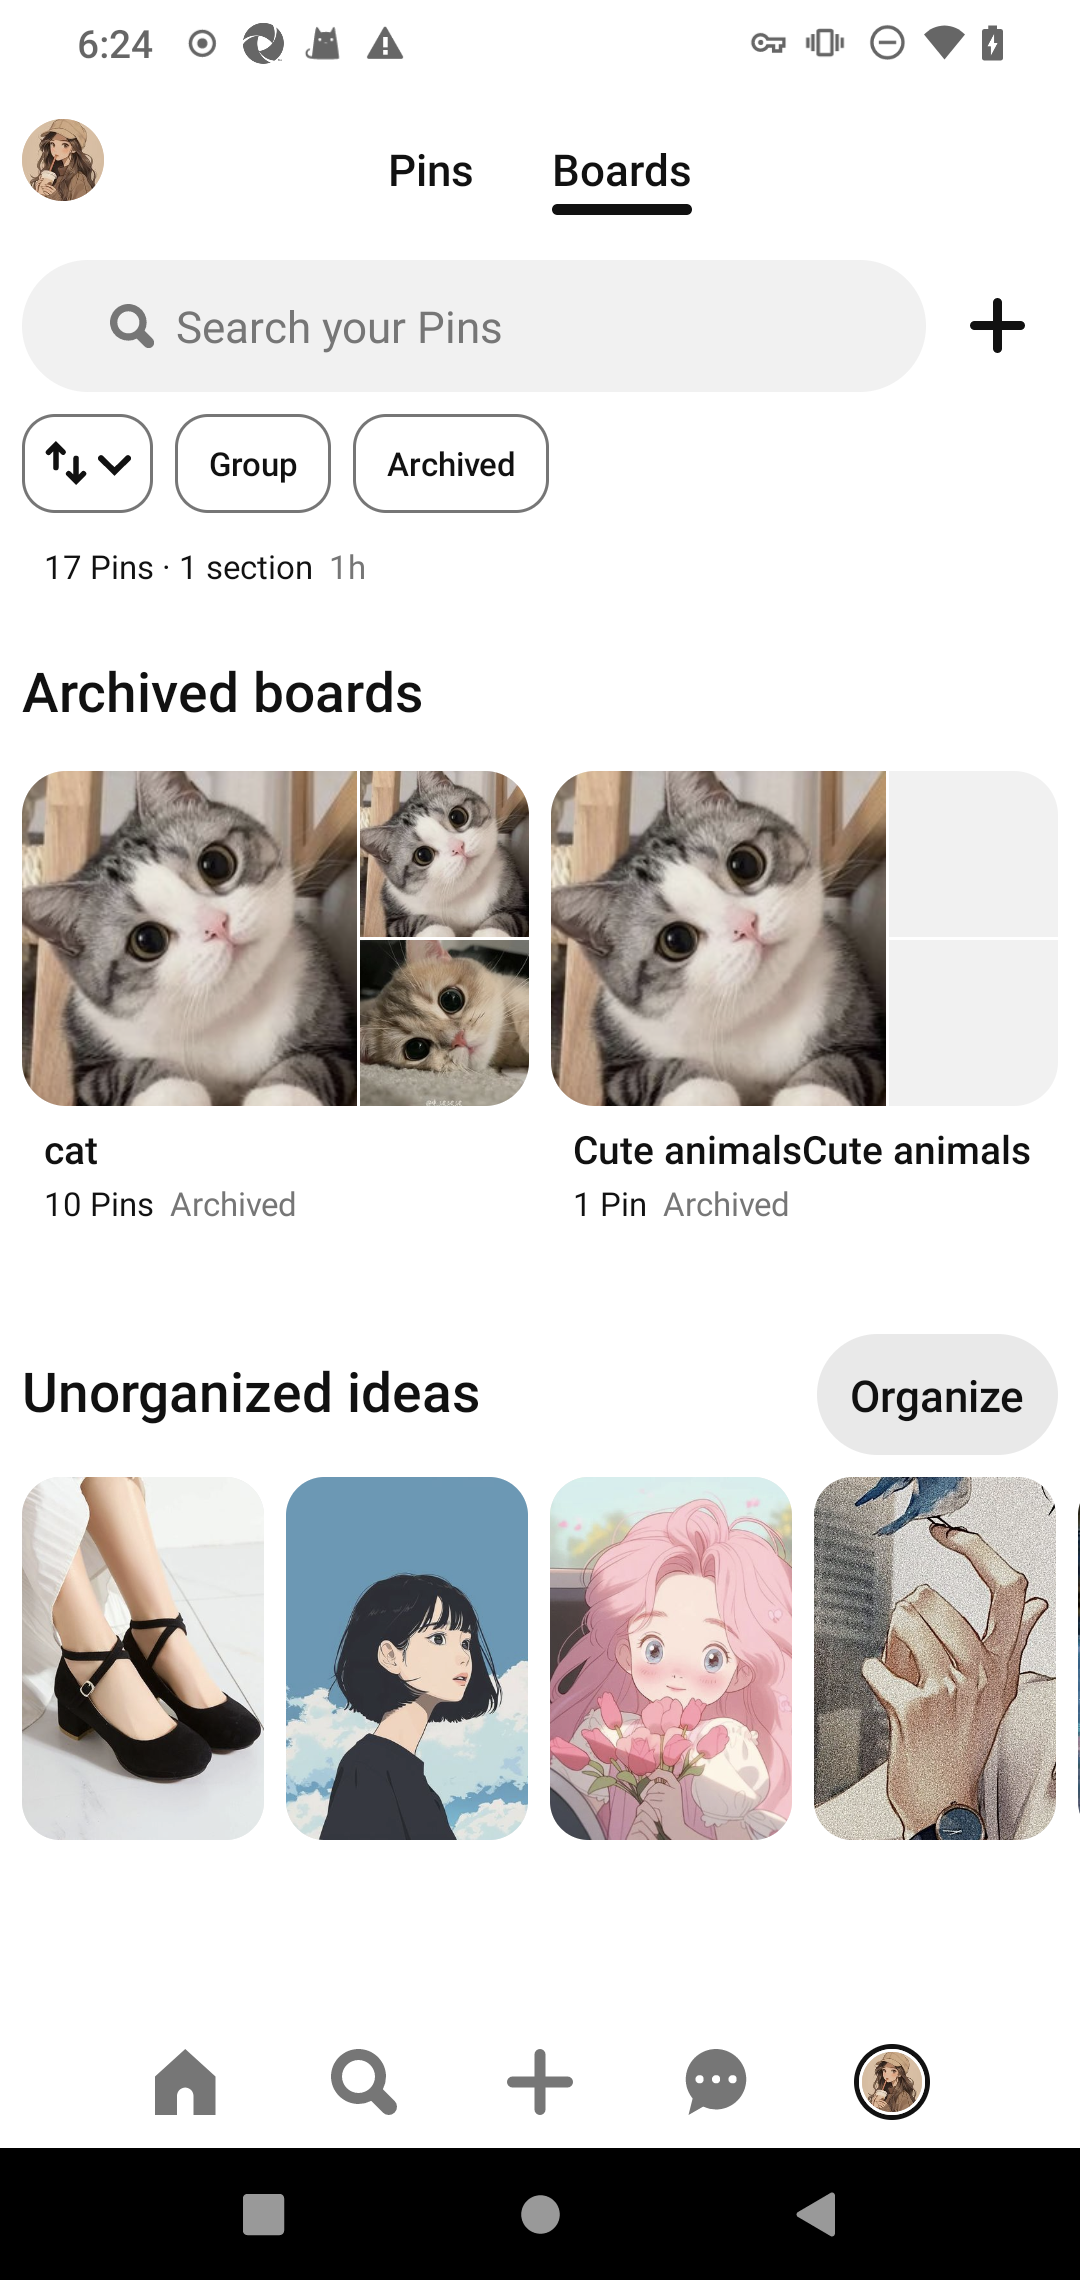 6:24
Pins Boards
Search your Pins
Group Archived
17 Pins · 1 section 1h
Archived boards
cat
10 Pins Archived
Cute animalsCute animals
1 Pin Archived
Unorganized ideas
Organize